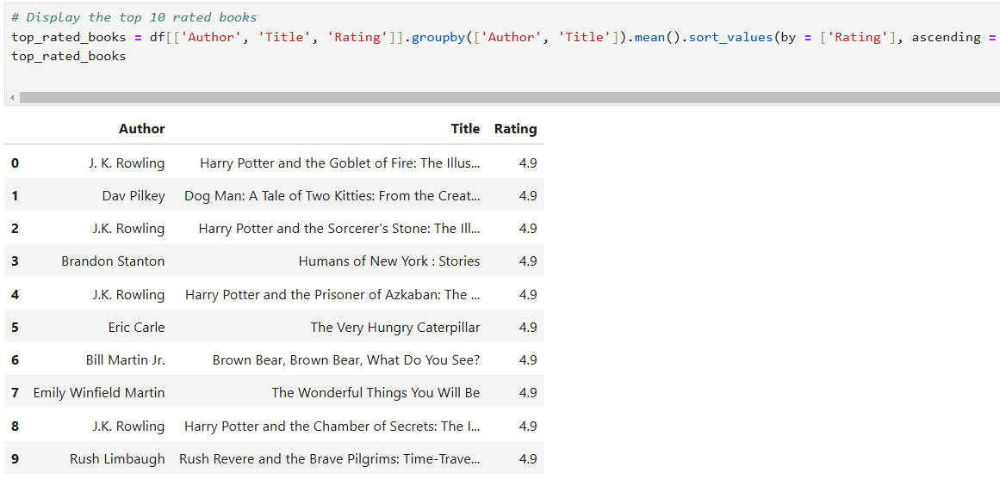 # Display the top 10 rated books
top_rated_books = df[['Author', 'Title', 'Rating']].groupby(['Author', 'Title']).mean().sort_values(by = ['Rating'], ascending =
top_rated_books
Author Title Rating
0 J. K. Rowling Harry Potter and the Goblet of Fire: The Illus... 4.9
1 Dav Pilkey Dog Man: A Tale of Two Kitties: From the Creat... 4.9
2 J.K. Rowling Harry Potter and the Sorcerer's Stone: The Ill... 4.9
3 Brandon Stanton Humans of New York : Stories 4.9
4 J.K. Rowling Harry Potter and the Prisoner of Azkaban: The ... 4.9
5 Eric Carle The Very Hungry Caterpillar 4.9
6 Bill Martin Jr. Brown Bear, Brown Bear, What Do You See? 4.9
7 Emily Winfield Martin The Wonderful Things You Will Be 4.9
8 J.K. Rowling Harry Potter and the Chamber of Secrets: The I... 4.9
9 Rush Limbaugh Rush Revere and the Brave Pilgrims: Time-Trave... 4.9